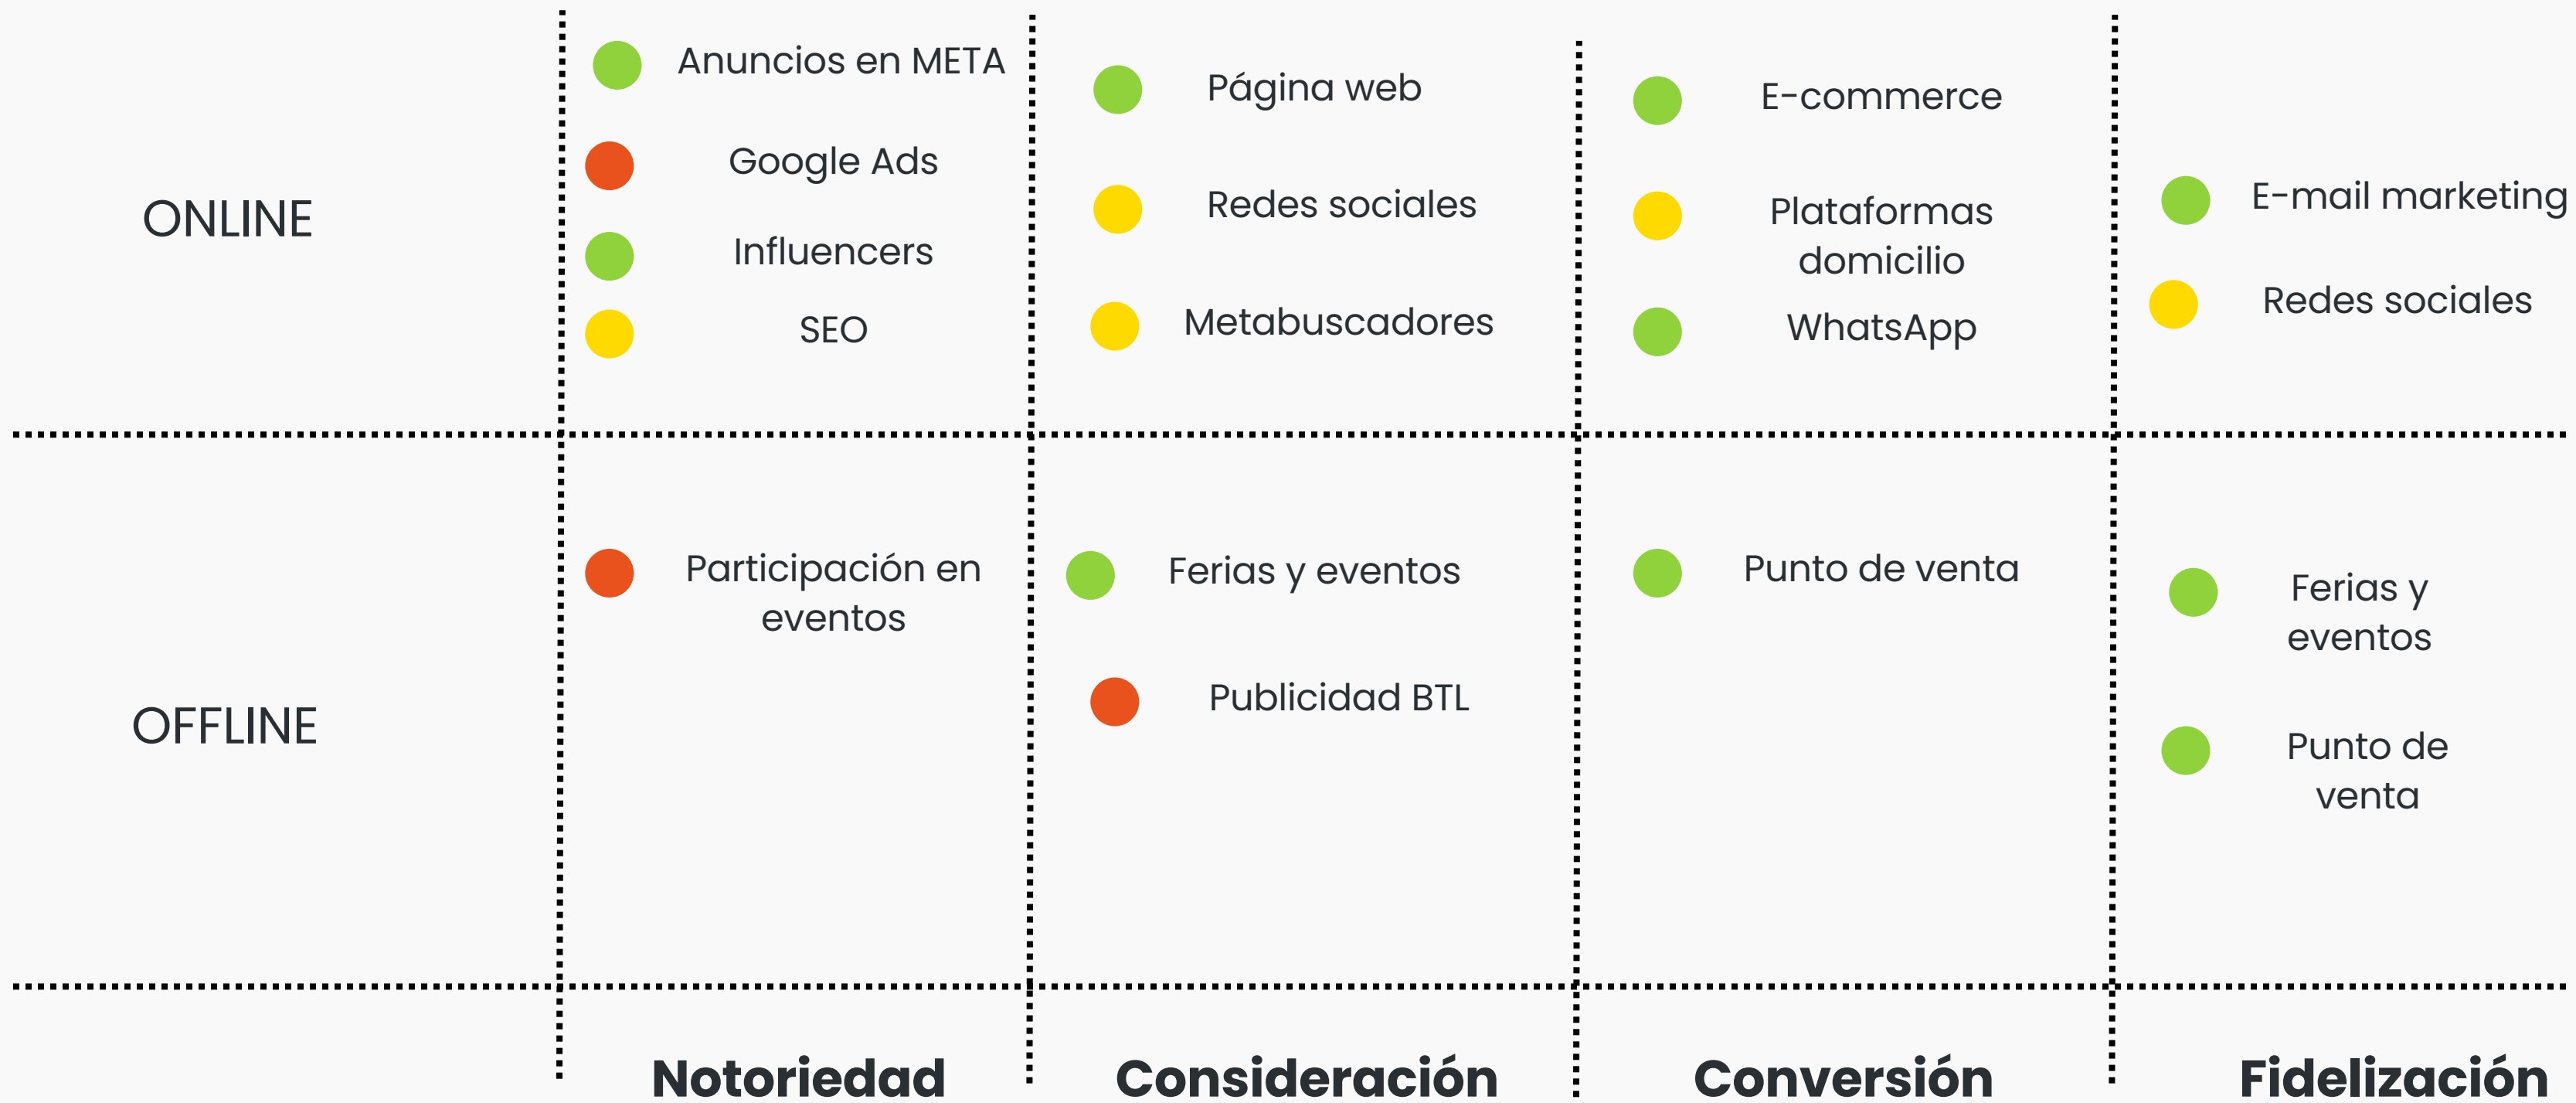 ONLINE
Anuncios en META
Google Ads
Influencers
SEO
Página web
Redes sociales
Metabuscadores
E-commerce
Plataformas
domicilio
WhatsApp
E-mail marketing
Redes sociales
OFFLINE
Participación en
eventos
Ferias y eventos
Publicidad BTL
Punto de venta
Ferias y
eventos
Punto de
venta
Notoriedad
Consideración
Conversión
Fidelización